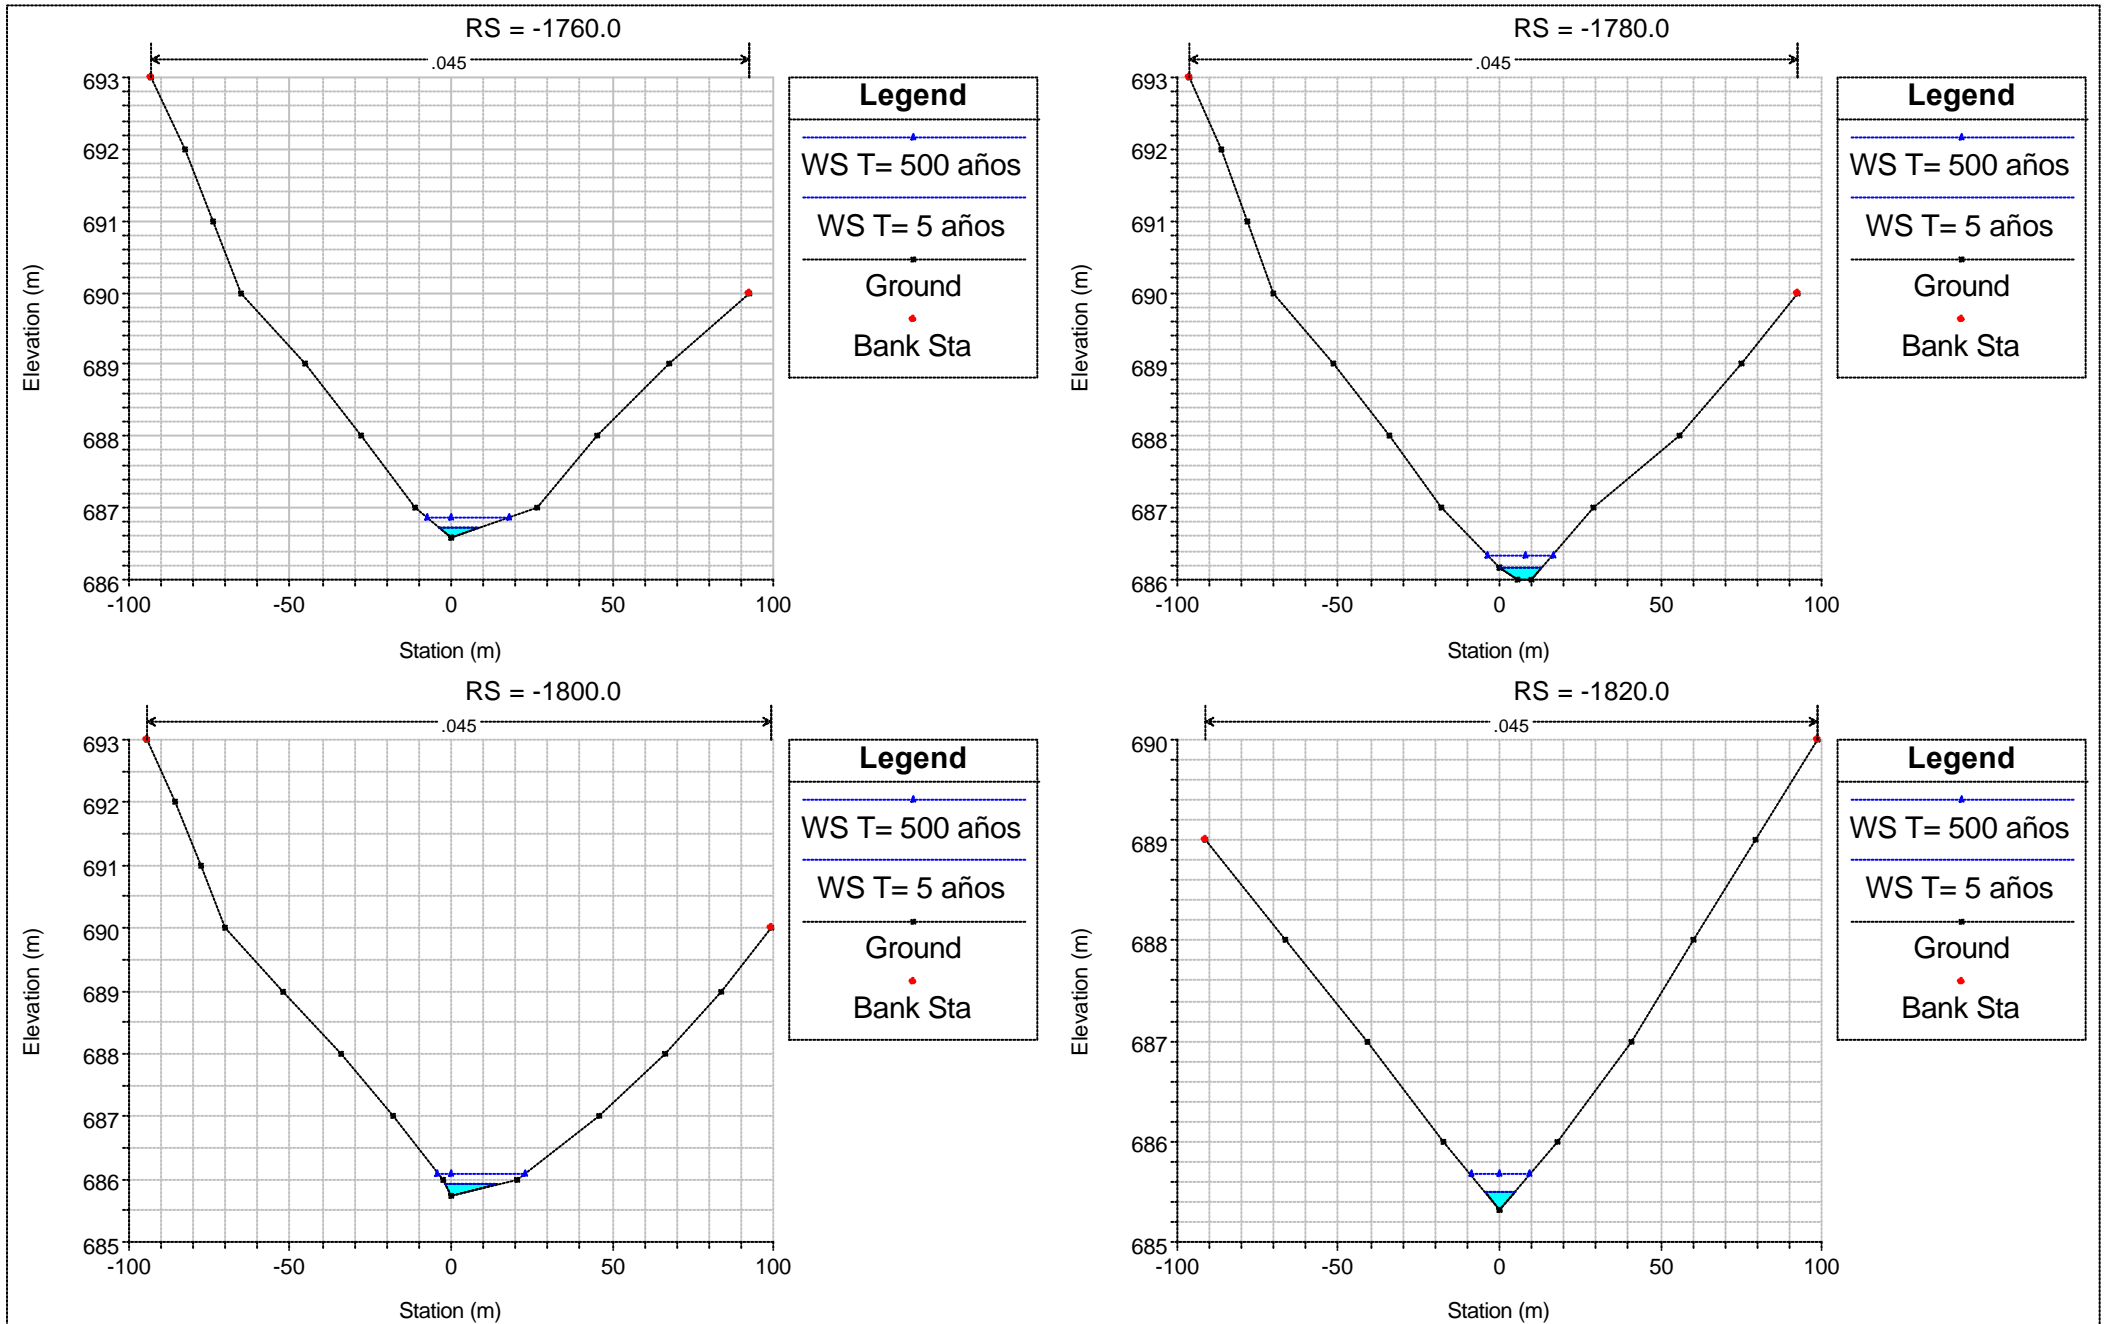 RS = -1760.0
.045
693
692
691
690
689
688
687
686
-100
-50
0
50
100
Elevation (m)
Station (m)
Legend
WS T= 500 años
WS T= 5 años
Ground
Bank Sta
RS = -1780.0
.045
693
692
691
690
689
688
687
686
-100
-50
0
50
100
Elevation (m)
Station (m)
Legend
WS T= 500 años
WS T= 5 años
Ground
Bank Sta
RS = -1800.0
.045
693
692
691
690
689
688
687
686
685
-100
-50
0
50
100
Elevation (m)
Station (m)
Legend
WS T= 500 años
WS T= 5 años
Ground
Bank Sta
RS = -1820.0
.045
690
689
688
687
686
685
-100
-50
0
50
100
Elevation (m)
Station (m)
Legend
WS T= 500 años
WS T= 5 años
Ground
Bank Sta